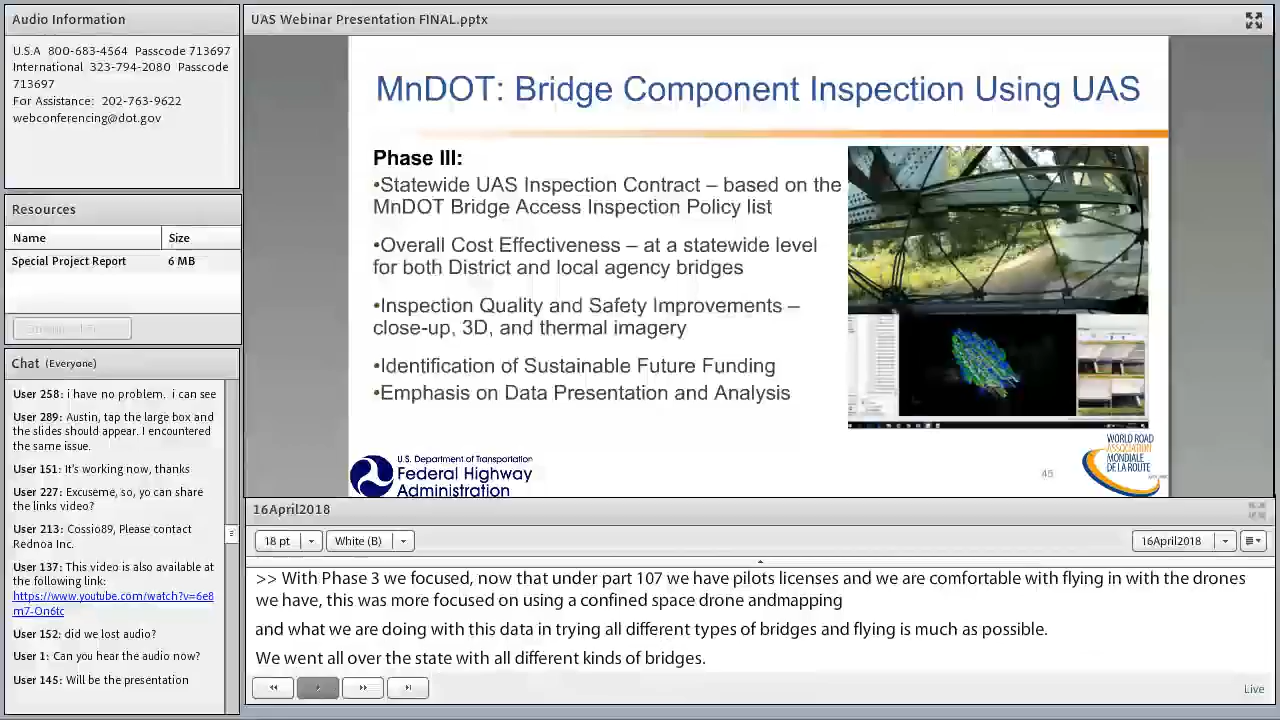 Audio Information
U.S.A 800-683-4564 Passcode 713697
International 323-794-2080 Passcode
713697
For Assistance: 202-763-9622
webconferencing@dot.gov
Resources
Name Size
Special Project Report 6 MB
Chat (Everyone)
User 258: i have no problem, I can see
User 289: Austin, tap the large box and
the slides should appear. I encountered
the same issue.
User 151: It's working now, thanks
User 227: Excuseme, so, yo can share
the links video?
User 213: Cossio89, Please contact
Rednoa Inc.
User 137: This video is also available at
the following link:
https://www.youtube.com/watch?v=6e8
m7-On6tc
User 152: did we lost audio?
User 1: Can you hear the audio now?
User 145: Will be the presentation
UAS Webinar Presentation FINAL.pptx
MnDOT: Bridge Component Inspection Using UAS
Phase III:
•Statewide UAS Inspection Contract – based on the
MnDOT Bridge Access Inspection Policy list
•Overall Cost Effectiveness – at a statewide level
for both District and local agency bridges
•Inspection Quality and Safety Improvements –
close-up, 3D, and thermal imagery
•Identification of Sustainable Future Funding
•Emphasis on Data Presentation and Analysis
U.S. Department of Transportation
Federal Highway
Administration
45
WORLD ROAD
ASSOCIATION
MONDIALE
DE LA ROUTE
16April2018
18 pt White (B) 16April2018
>> With Phase 3 we focused, now that under part 107 we have pilots licenses and we are comfortable with flying in with the drones
we have, this was more focused on using a confined space drone andmapping
and what we are doing with this data in trying all different types of bridges and flying is much as possible.
We went all over the state with all different kinds of bridges.
Live